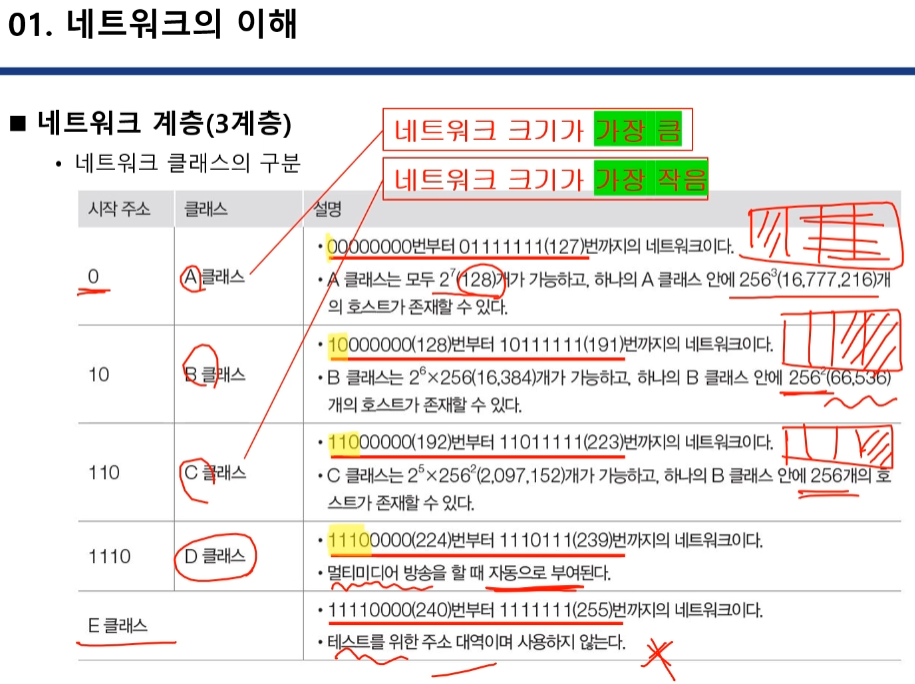 01. 네트워크의 이해
■ 네트워크 계층(3계층)
• 네트워크 클래스의 구분
네트워크 크기가 가장 큼
네트워크 크기가 가장 작음
시작 주소 클래스 설명
0 A 클래스
• 00000000번부터 01111111(127)번까지의 네트워크이다.
• A 클래스는 모두 2⁷(128)개가 가능하고, 하나의 A 클래스 안에 256³(16,777,216)개
의 호스트가 존재할 수 있다.
10 B 클래스
• 10000000(128)번부터 10111111(191)번까지의 네트워크이다.
• B 클래스는 2⁶×256(16,384)개가 가능하고, 하나의 B 클래스 안에 256²(66,536)
개의 호스트가 존재할 수 있다.
110 C 클래스
• 11000000(192)번부터 11011111(223)번까지의 네트워크이다.
• C 클래스는 2⁵×256²(2,097,152)개가 가능하고, 하나의 B 클래스 안에 256개의 호
스트가 존재할 수 있다.
1110 D 클래스
• 11100000(224)번부터 1110111(239)번까지의 네트워크이다.
• 멀티미디어 방송을 할 때 자동으로 부여된다.
E 클래스
• 11110000(240)번부터 1111111(255)번까지의 네트워크이다.
• 테스트를 위한 주소 대역이며 사용하지 않는다.